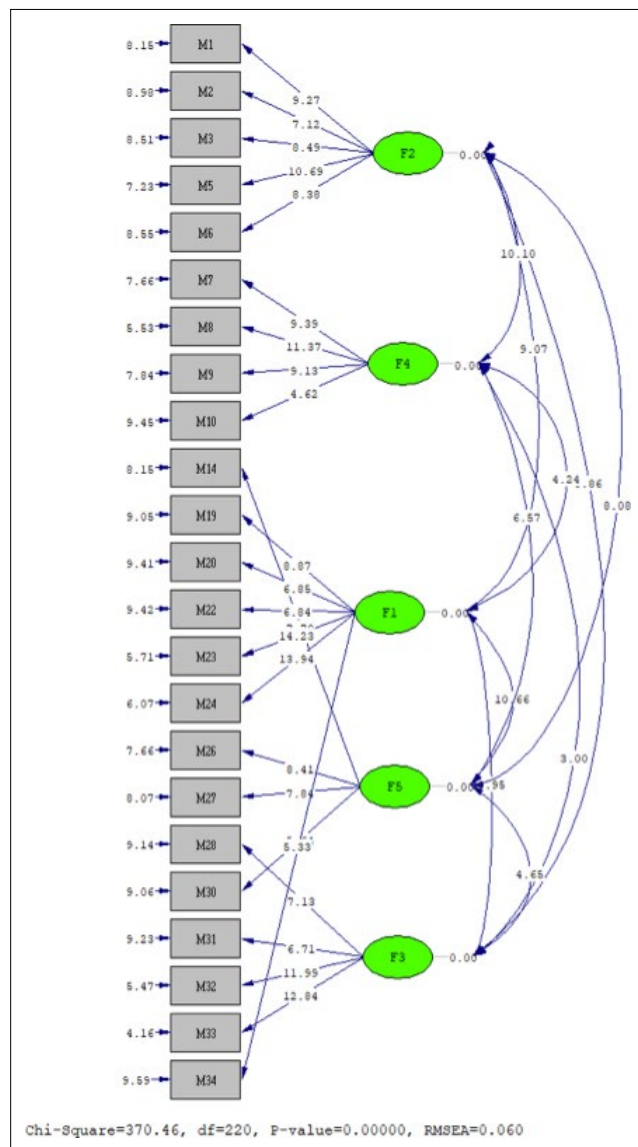 8.15 M1
8.98 M2
9.27
7.12
8.51 M3
8.49
F2 0.00
7.23 M5
10.69
8.38
8.55 M6
10.10
7.66 M7
5.53 M8
9.39
9.07
11.37
F4 0.00
7.84 M9
9.13
4.62
9.45 M10
8.15 M14
4.24
.86
8.08
9.05 M19
6.57
9.41 M20
8.87
6.85
9.42 M22
6.84
F1 0.00
14.23
5.71 M23
13.94
6.07 M24
10.66
7.66 M26
3.00
8.41
F5 0.00
.95
8.07 M27
7.84
9.14 M28
5.33
9.06 M30
4.65
7.13
9.23 M31
6.71
F3 0.00
5.47 M32
11.99
12.84
4.16 M33
9.59 M34
Chi-Square=370.46, df=220, P-value=0.00000, RMSEA=0.060